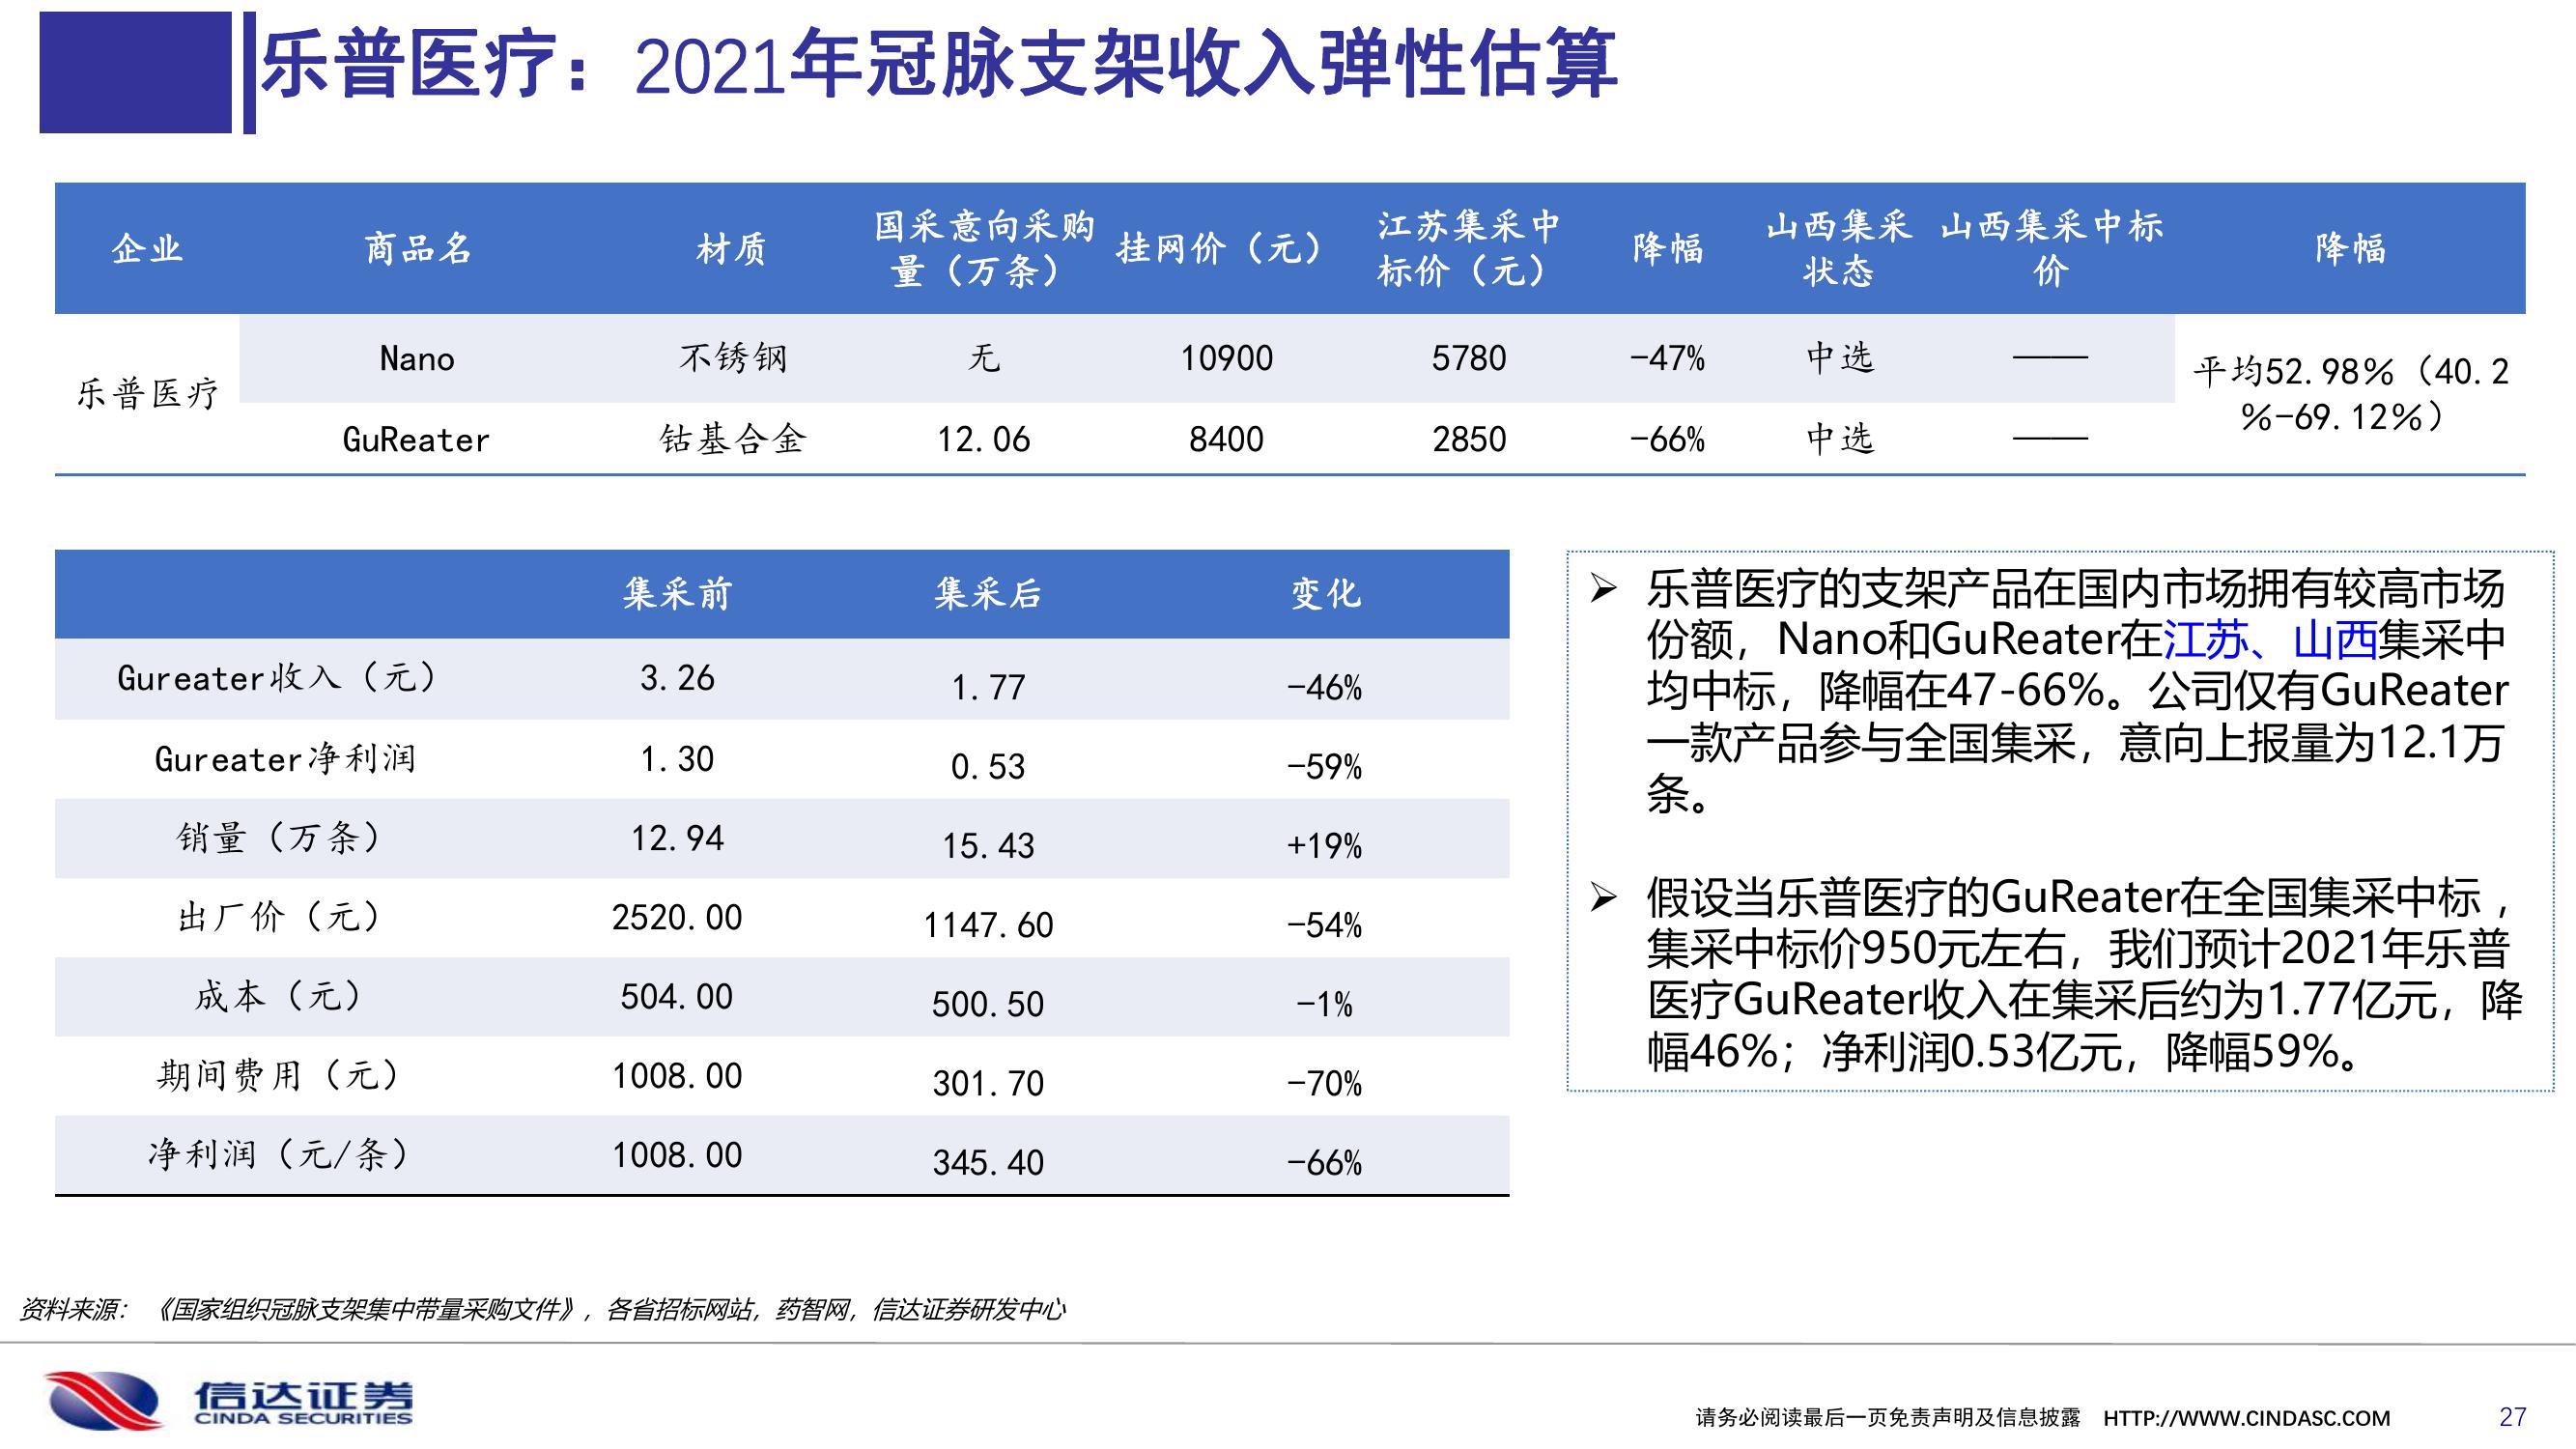 乐普医疗：2021年冠脉支架收入弹性估算
企业 商品名 材质 国采意向采购量（万条） 挂网价（元） 江苏集采中标价（元） 降幅 山西集采状态 山西集采中标价 降幅
乐普医疗 Nano 不锈钢 无 10900 5780 -47% 中选 —— 平均52.98%（40.2%-69.12%）
GuReater 钴基合金 12.06 8400 2850 -66% 中选 ——
集采前 集采后 变化
Gureater收入（元） 3.26 1.77 -46%
Gureater净利润 1.30 0.53 -59%
销量（万条） 12.94 15.43 +19%
出厂价（元） 2520.00 1147.60 -54%
成本（元） 504.00 500.50 -1%
期间费用（元） 1008.00 301.70 -70%
净利润（元/条） 1008.00 345.40 -66%
➢ 乐普医疗的支架产品在国内市场拥有较高市场
份额，Nano和GuReater在江苏、山西集采中
均中标，降幅在47-66%。公司仅有GuReater
一款产品参与全国集采，意向上报量为12.1万
条。
➢ 假设当乐普医疗的GuReater在全国集采中标，
集采中标价950元左右，我们预计2021年乐普
医疗GuReater收入在集采后约为1.77亿元，降
幅46%；净利润0.53亿元，降幅59%。
资料来源：《国家组织冠脉支架集中带量采购文件》，各省招标网站，药智网，信达证券研发中心
信达证券
CINDA SECURITIES
请务必阅读最后一页免责声明及信息披露 HTTP://WWW.CINDASC.COM 27